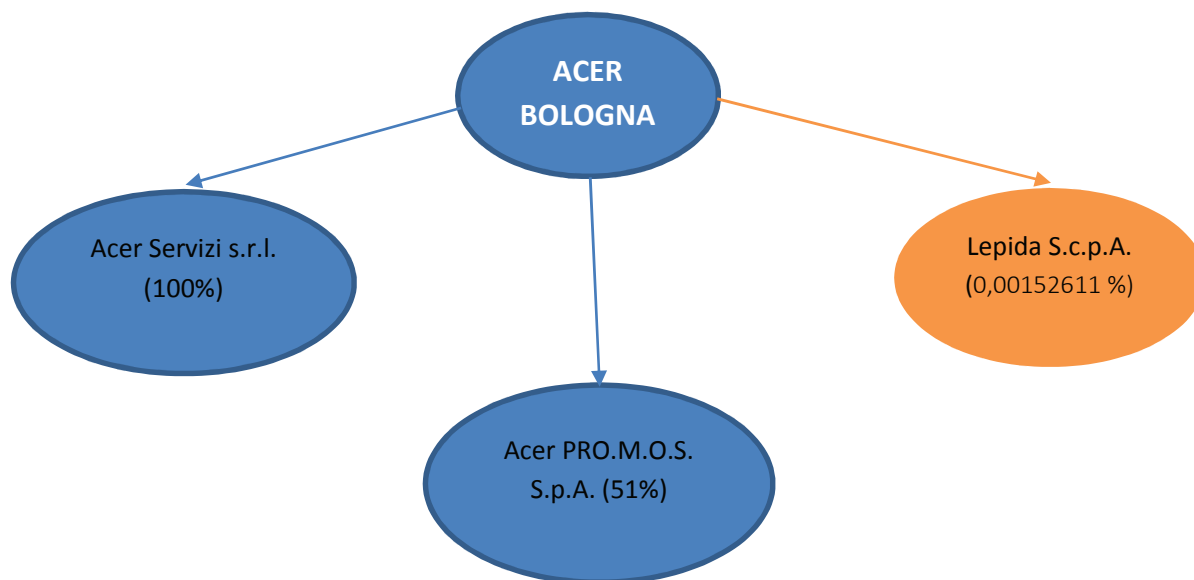 ACER
BOLOGNA
Acer Servizi s.r.l.
(100%)
Lepida S.c.p.A.
(0,00152611 %)
Acer PRO.M.O.S.
S.p.A. (51%)